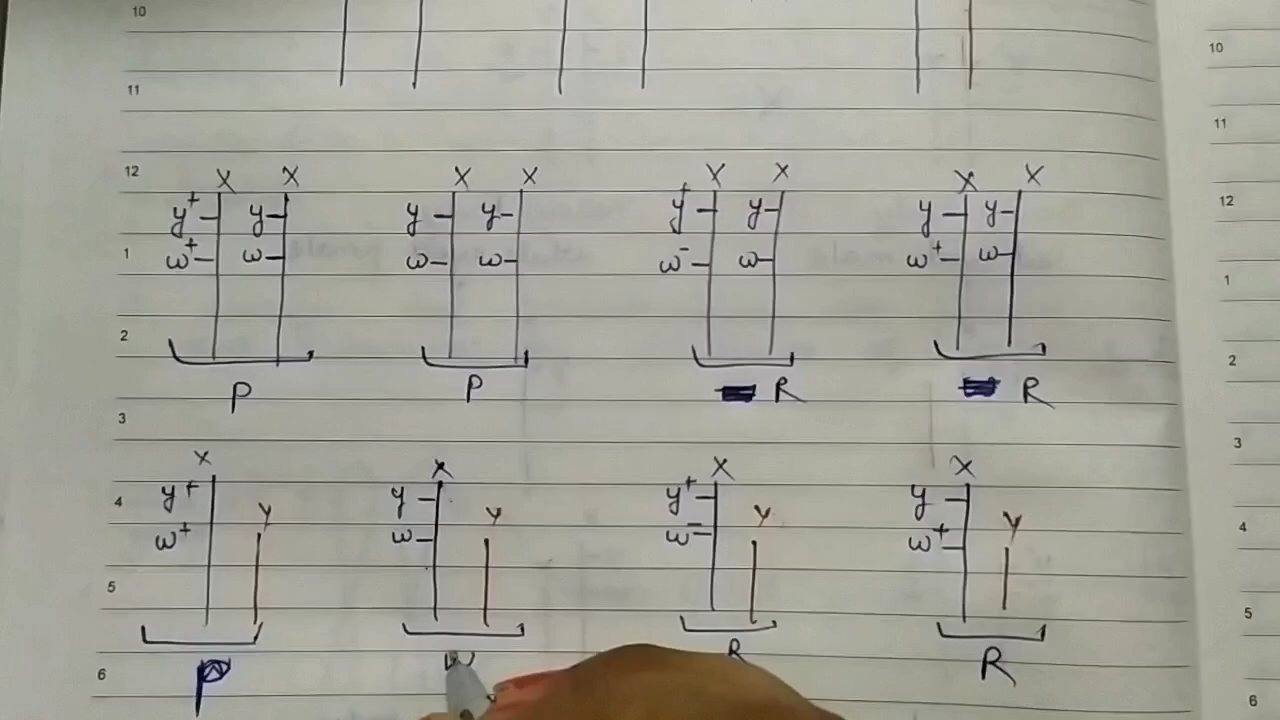 10
10
11
11
12
X X X X X X X X
12
y+ y y y y+ y y y
1
w+ w w w w- w w+ w
1
2
2
P P R R
3
3
X X X X
4
y+ y y+ y
Y Y Y Y
4
w+ w w- w+
5
5
P R R
6
6